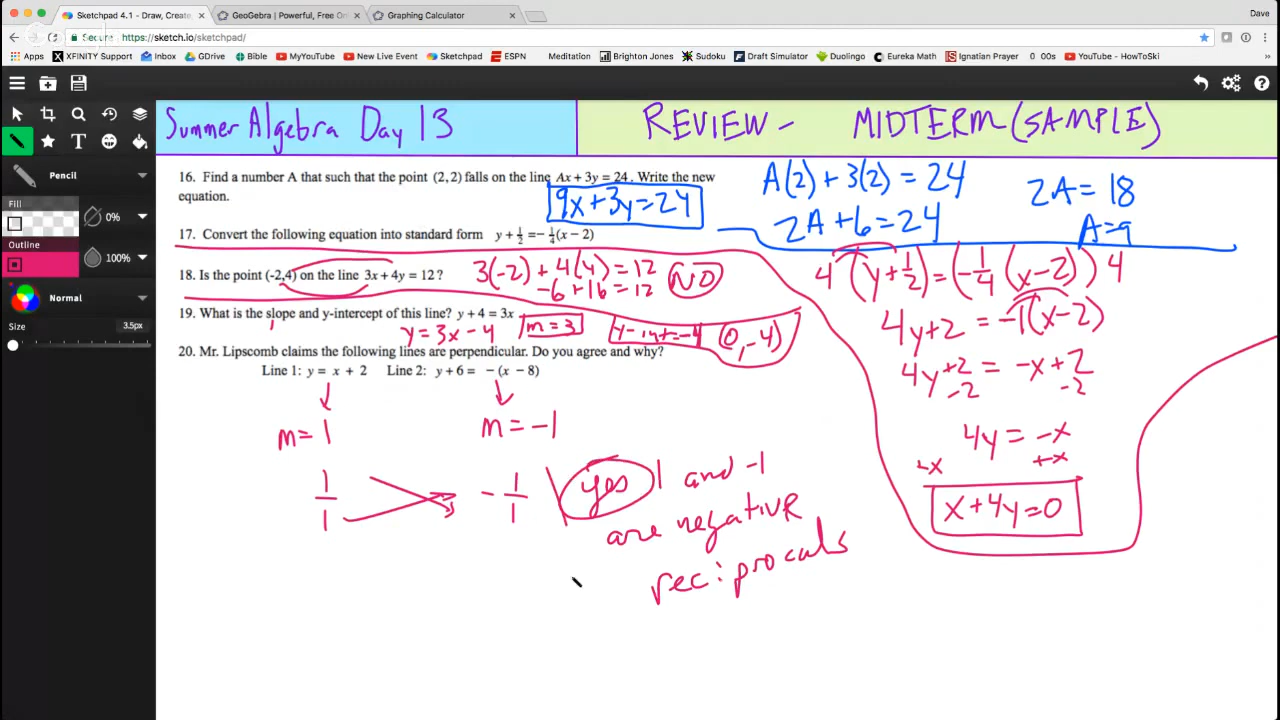 Sketchpad 4.1 - Draw, Create, GeoGebra | Powerful, Free On Graphing Calculator Dave
Secure https://sketch.io/sketchpad/
Apps XFINITY Support Inbox GDrive Bible MyYouTube New Live Event Sketchpad ESPN Meditation Brighton Jones Sudoku Draft Simulator Duolingo Eureka Math Ignatian Prayer 0 00s YouTube - HowToSki
Summer Algebra Day 13 REVIEW - MIDTERM (SAMPLE)
Pencil
Fill
0%
Outline
100%
Normal
Size 3.5px
16. Find a number A that such that the point (2, 2) falls on the line Ax + 3y = 24. Write the new
equation. 9x+3y=24
A(2) + 3(2) = 24
2A + 6 = 24
2A = 18
A=9
17. Convert the following equation into standard form y + 1/2 = - 1/4 (x - 2)
4 (y + 1/2) = (-1/4 (x-2)) 4
4y+2 = -1(x-2)
4y+2 = -x+2
-2 -2
4y = -x
+x +x
x+4y=0
18. Is the point (-2,4) on the line 3x + 4y = 12?
3(-2) + 4(4) = 12
-6 + 16 = 12
NO
19. What is the slope and y-intercept of this line? y + 4 = 3x
y = 3x - 4 m=3 y-int = -4 (0, -4)
20. Mr. Lipscomb claims the following lines are perpendicular. Do you agree and why?
Line 1: y = x + 2 Line 2: y + 6 = - (x - 8)
m = 1 m = -1
1/1 - 1/1
yes 1 and -1
are negative
reciprocals